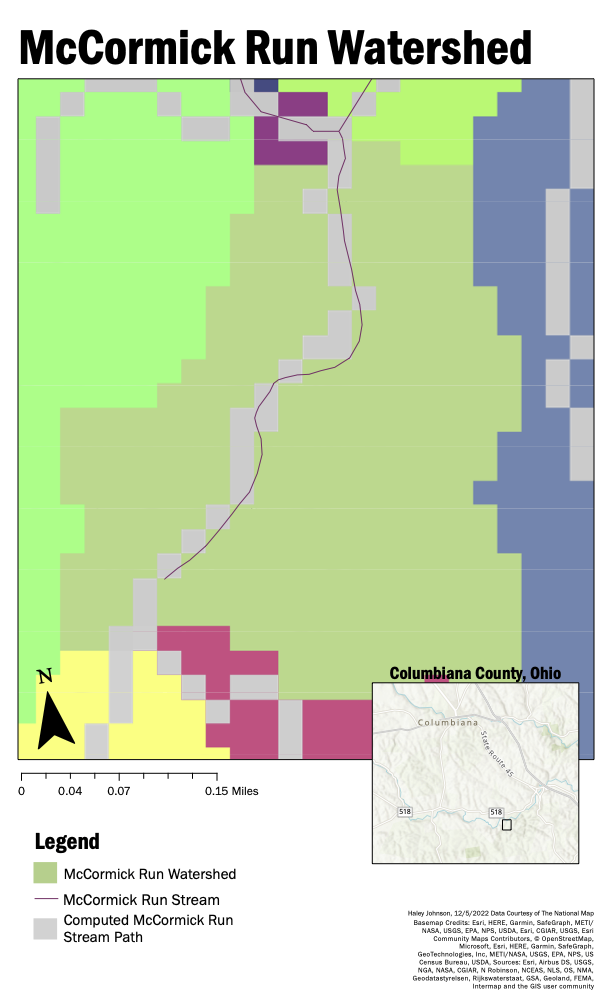 McCormick Run Watershed
N
Columbiana County, Ohio
Columbiana
State Route 45
518
518
0 0.04 0.07 0.15 Miles
Legend
McCormick Run Watershed
McCormick Run Stream
Computed McCormick Run
Stream Path
Haley Johnson, 12/5/2022 Data Courtesy of The National Map
Basemap Credits: Esri, HERE, Garmin, SafeGraph, METI/
NASA, USGS, EPA, NPS, USDA, Esri, CGIAR, USGS, Esri
Community Maps Contributors, © OpenStreetMap,
Microsoft, Esri, HERE, Garmin, SafeGraph,
GeoTechnologies, Inc, METI/NASA, USGS, EPA, NPS, US
Census Bureau, USDA, Sources: Esri, Airbus DS, USGS,
NGA, NASA, CGIAR, N Robinson, NCEAS, NLS, OS, NMA,
Geodatastyreisen, Rijkswaterstaat, GSA, Geoland, FEMA,
Intermap and the GIS user community